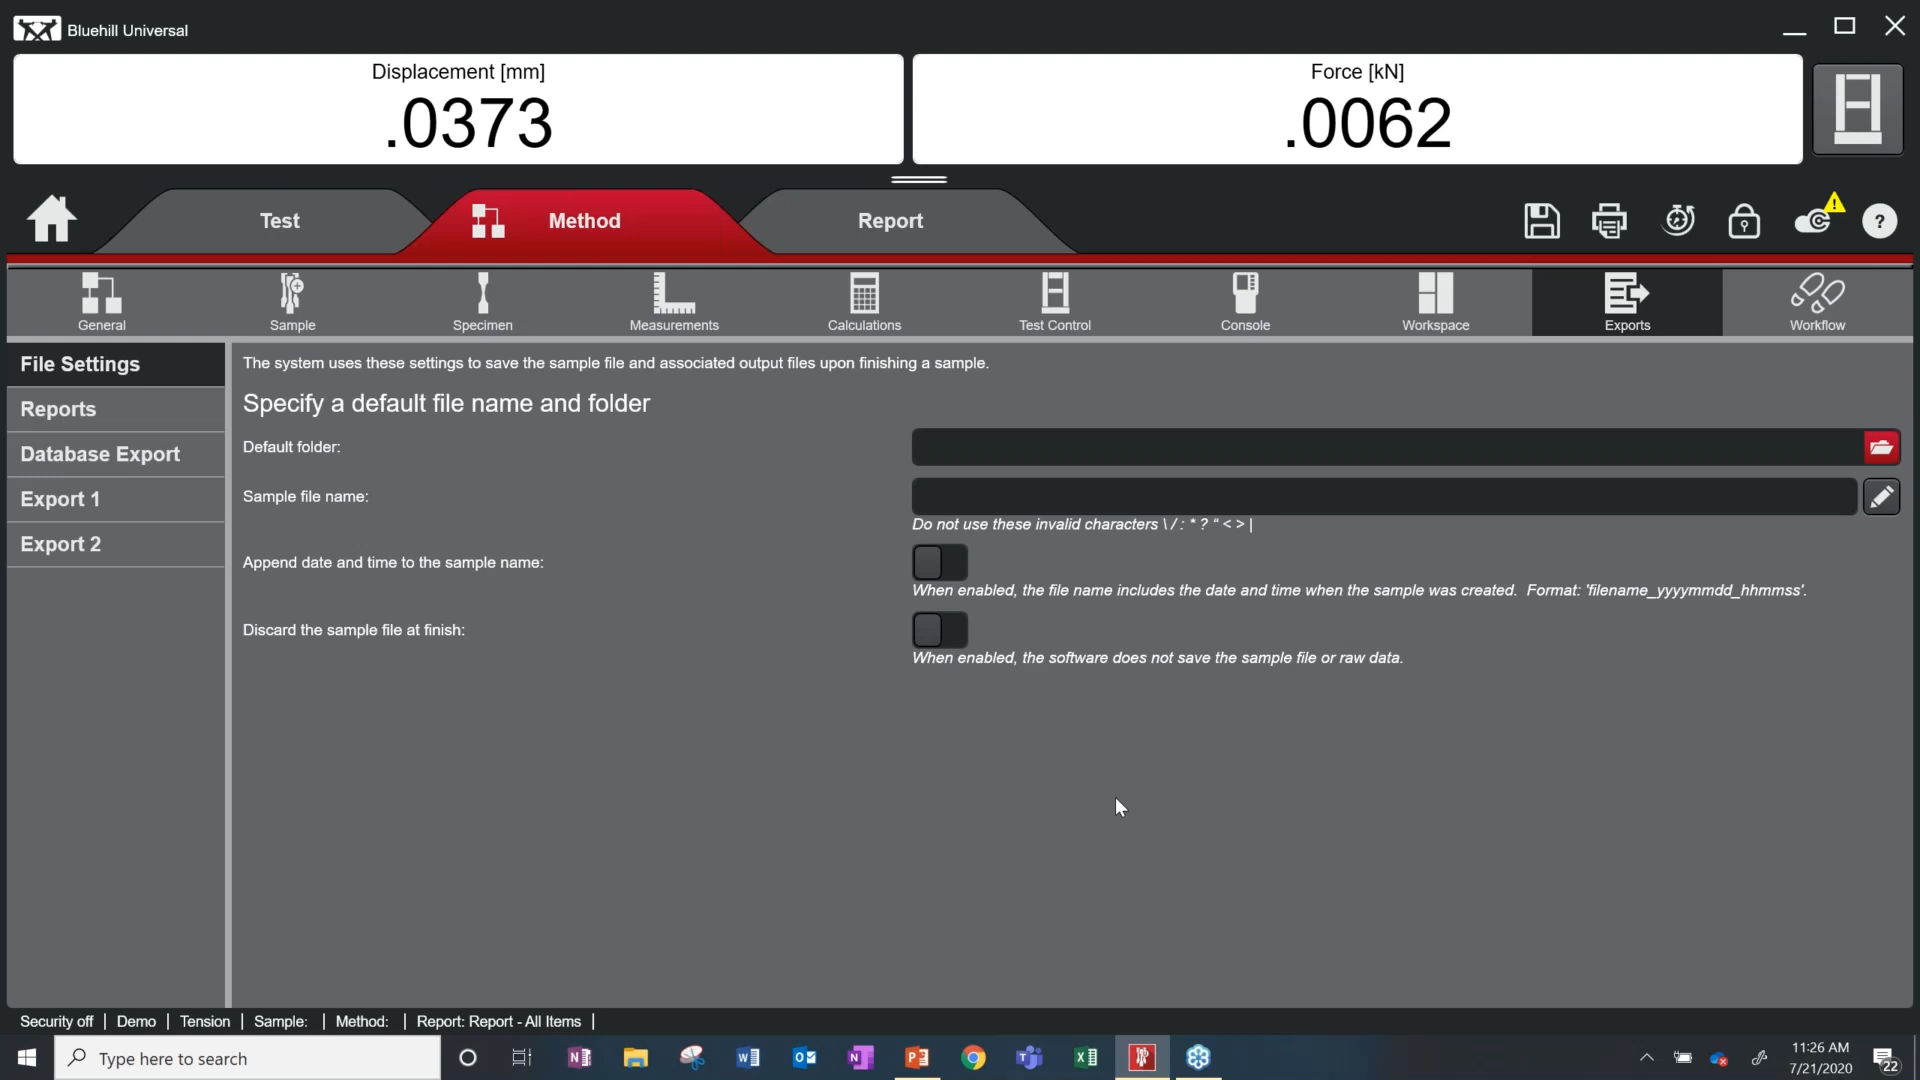 Bluehill Universal
Displacement [mm]
.0373
Force [kN]
.0062
Test
Method
Report
General
Sample
Specimen
Measurements
Calculations
Test Control
Console
Workspace
Exports
Workflow
File Settings
Reports
Database Export
Export 1
Export 2
The system uses these settings to save the sample file and associated output files upon finishing a sample.
Specify a default file name and folder
Default folder:
Sample file name:
Do not use these invalid characters \ / : * ? “ < > |
Append date and time to the sample name:
When enabled, the file name includes the date and time when the sample was created.  Format: 'filename_yyyymmdd_hhmmss'.
Discard the sample file at finish:
When enabled, the software does not save the sample file or raw data.
Security off | Demo | Tension | Sample: | Method: | Report: Report - All Items |
Type here to search
11:26 AM
7/21/2020
22